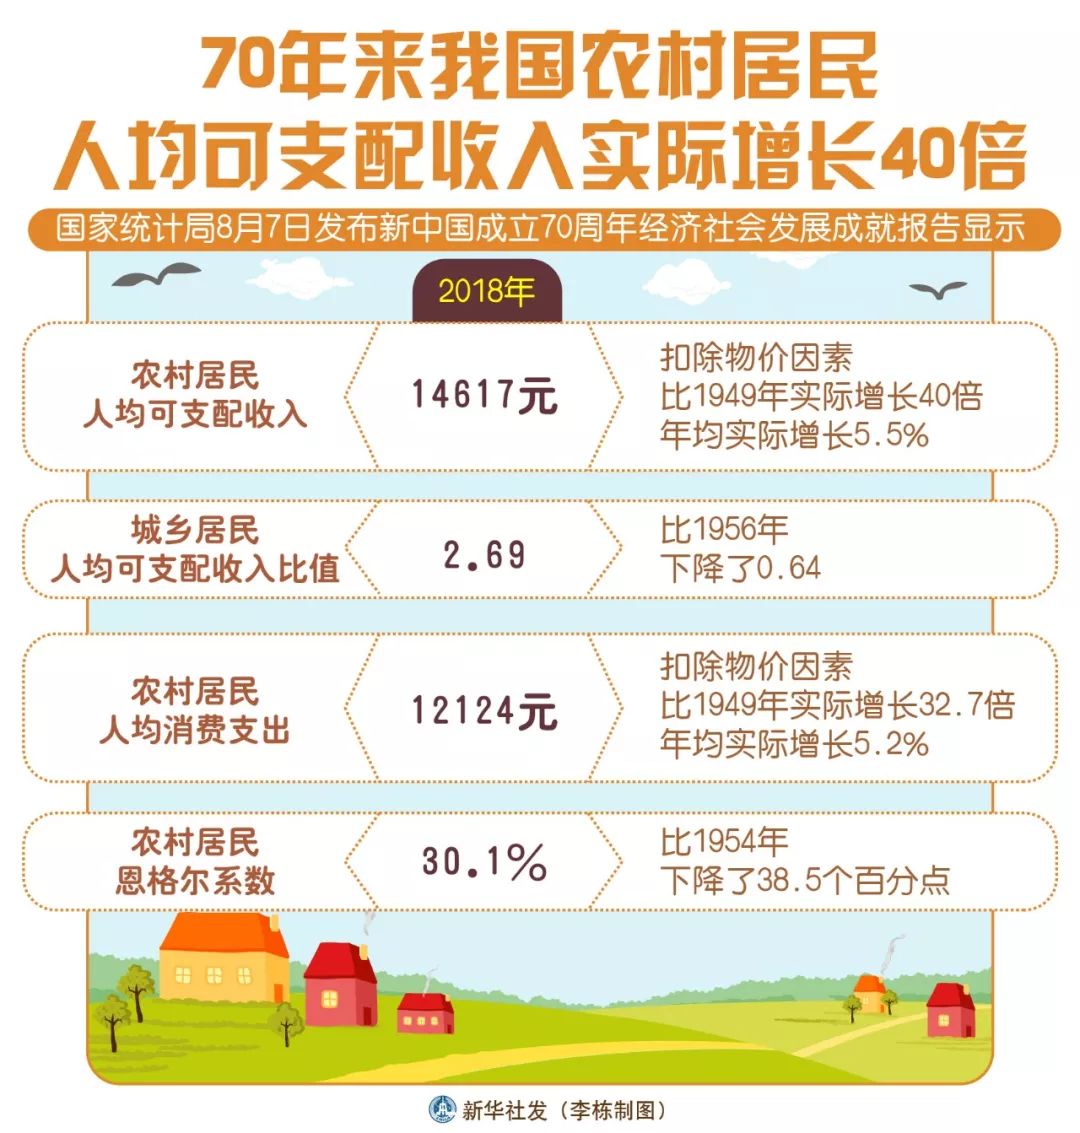 70年来我国农村居民
人均可支配收入实际增长40倍
国家统计局8月7日发布新中国成立70周年经济社会发展成就报告显示
2018年
农村居民
人均可支配收入
14617元
扣除物价因素
比1949年实际增长40倍
年均实际增长5.5%
城乡居民
人均可支配收入比值
2.69
比1956年
下降了0.64
农村居民
人均消费支出
12124元
扣除物价因素
比1949年实际增长32.7倍
年均实际增长5.2%
农村居民
恩格尔系数
30.1%
比1954年
下降了38.5个百分点
新华社发（李栋制图）